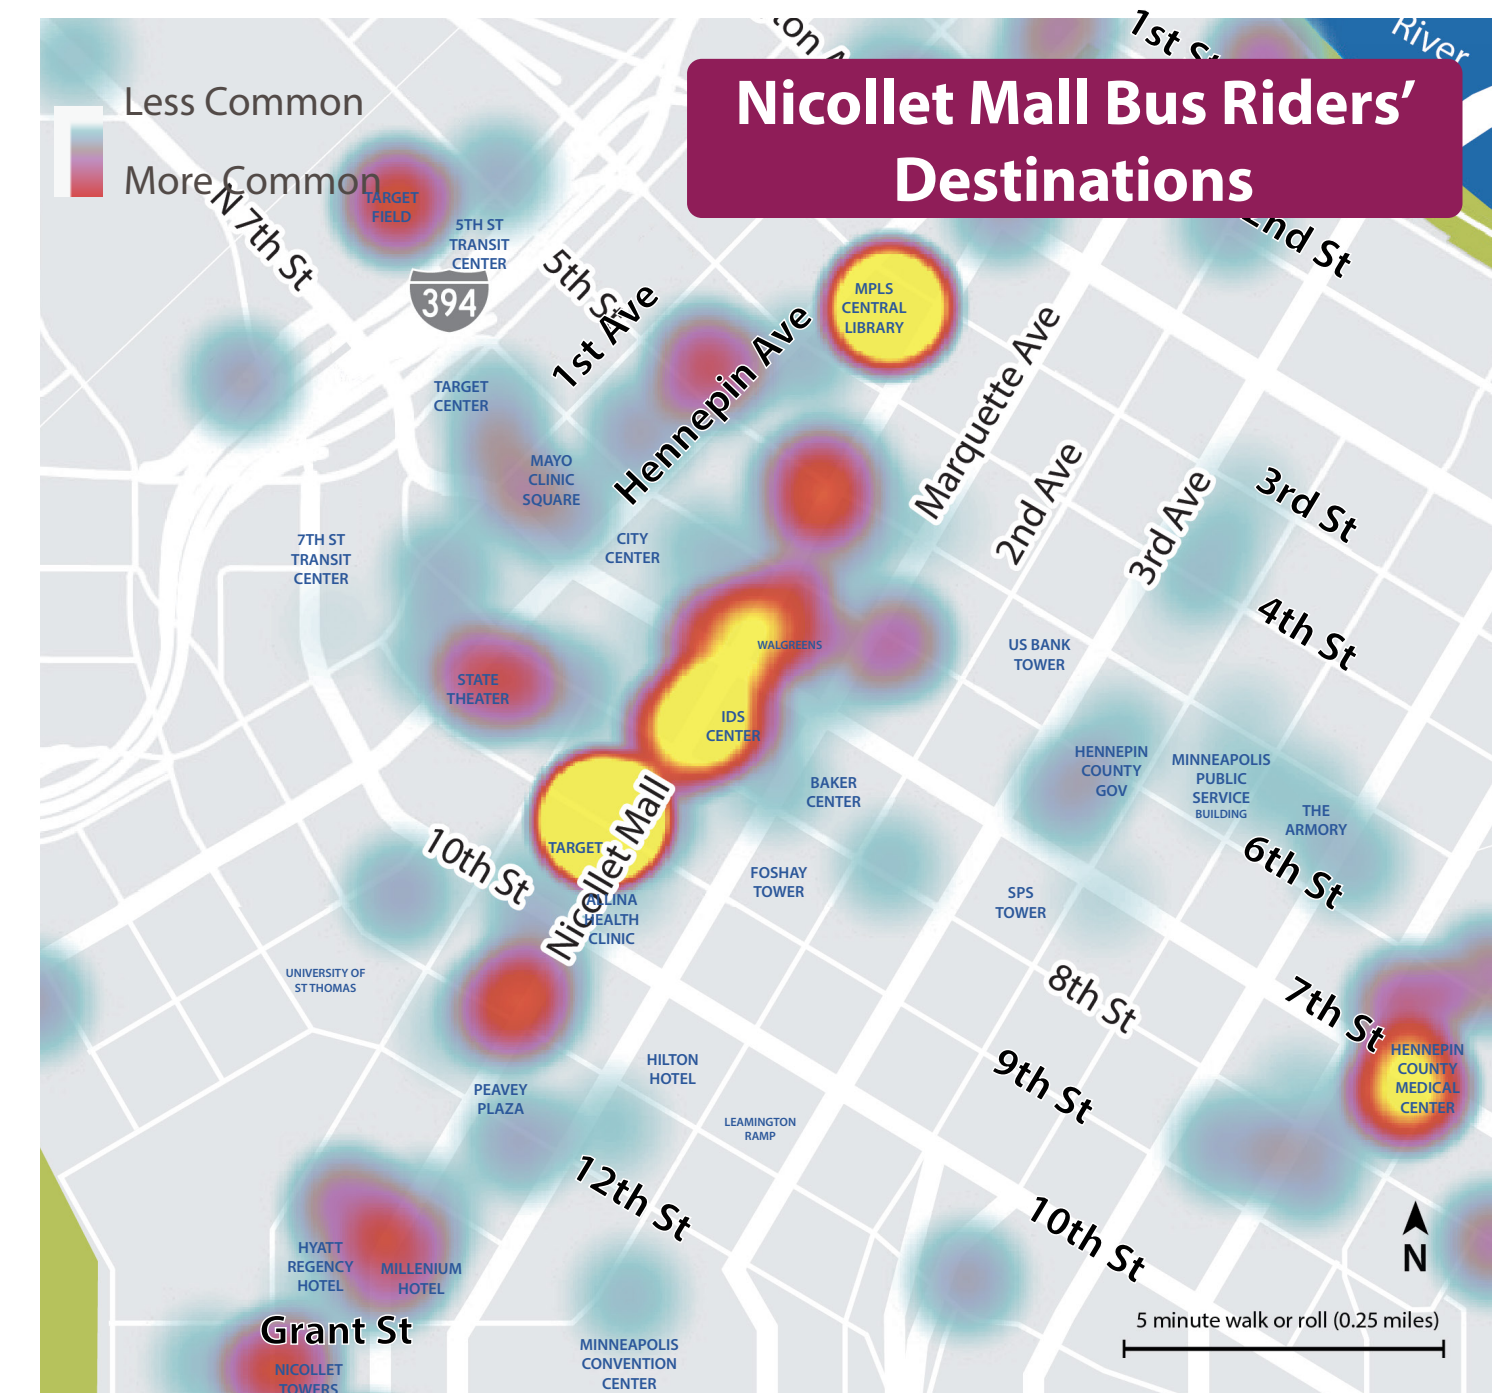 ton A
1st St
River
Nicollet Mall Bus Riders’
Destinations
Less Common
More Common
TARGET
FIELD
N 7th St
5TH ST
TRANSIT
CENTER
394
5th St
1st Ave
2nd St
MPLS
CENTRAL
LIBRARY
Hennepin Ave
Marquette Ave
2nd Ave
3rd Ave
3rd St
TARGET
CENTER
MAYO
CLINIC
SQUARE
CITY
CENTER
7TH ST
TRANSIT
CENTER
4th St
WALGREENS
US BANK
TOWER
STATE
THEATER
IDS
CENTER
HENNEPIN
COUNTY
GOV
MINNEAPOLIS
PUBLIC
SERVICE
BUILDING
THE
ARMORY
BAKER
CENTER
6th St
TARGET
Nicollet Mall
10th St
ALLINA
HEALTH
CLINIC
FOSHAY
TOWER
SPS
TOWER
UNIVERSITY OF
ST THOMAS
8th St
7th St
HENNEPIN
COUNTY
MEDICAL
CENTER
9th St
HILTON
HOTEL
PEAVEY
PLAZA
LEAMINGTON
RAMP
12th St
10th St
HYATT
REGENCY
HOTEL
MILLENIUM
HOTEL
N
Grant St
5 minute walk or roll (0.25 miles)
MINNEAPOLIS
CONVENTION
CENTER
NICOLLET
TOWERS